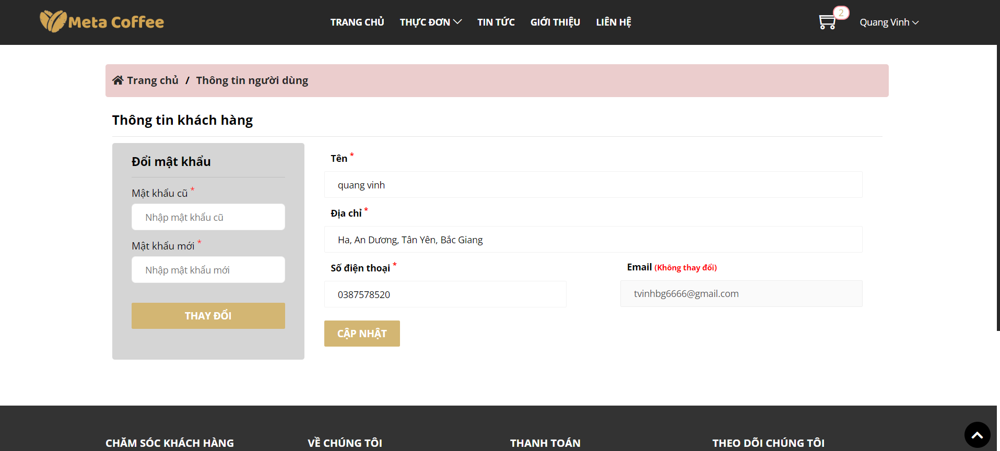 Meta Coffee
TRANG CHỦ THỰC ĐƠN TIN TỨC GIỚI THIỆU LIÊN HỆ
2
Quang Vinh
Trang chủ / Thông tin người dùng
Thông tin khách hàng
Đổi mật khẩu
Mật khẩu cũ *
Nhập mật khẩu cũ
Mật khẩu mới *
Nhập mật khẩu mới
THAY ĐỔI
Tên *
quang vinh
Địa chỉ *
Ha, An Dương, Tân Yên, Bắc Giang
Số điện thoại *
0387578520
Email (Không thay đổi)
tvinhbg6666@gmail.com
CẬP NHẬT
CHĂM SÓC KHÁCH HÀNG VỀ CHÚNG TÔI THANH TOÁN THEO DÕI CHÚNG TÔI